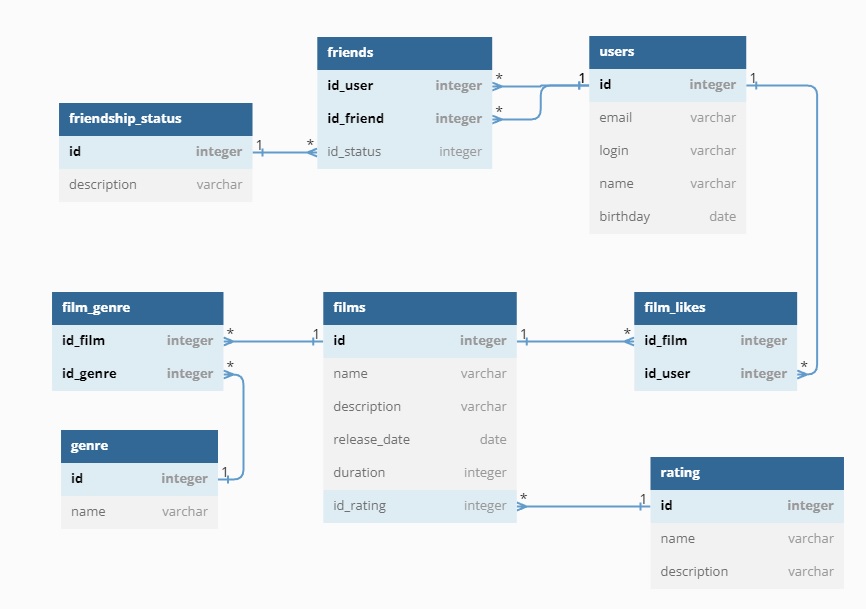 friends
id_user integer
id_friend integer
id_status integer
* 1
*
users
id integer
email varchar
login varchar
name varchar
birthday date
1
friendship_status
id integer
description varchar
1 *
film_genre
id_film integer
id_genre integer
* 1
*
films
id integer
name varchar
description varchar
release_date date
duration integer
id_rating integer
1 *
film_likes
id_film integer
id_user integer
*
genre
id integer
name varchar
1
* 1
rating
id integer
name varchar
description varchar